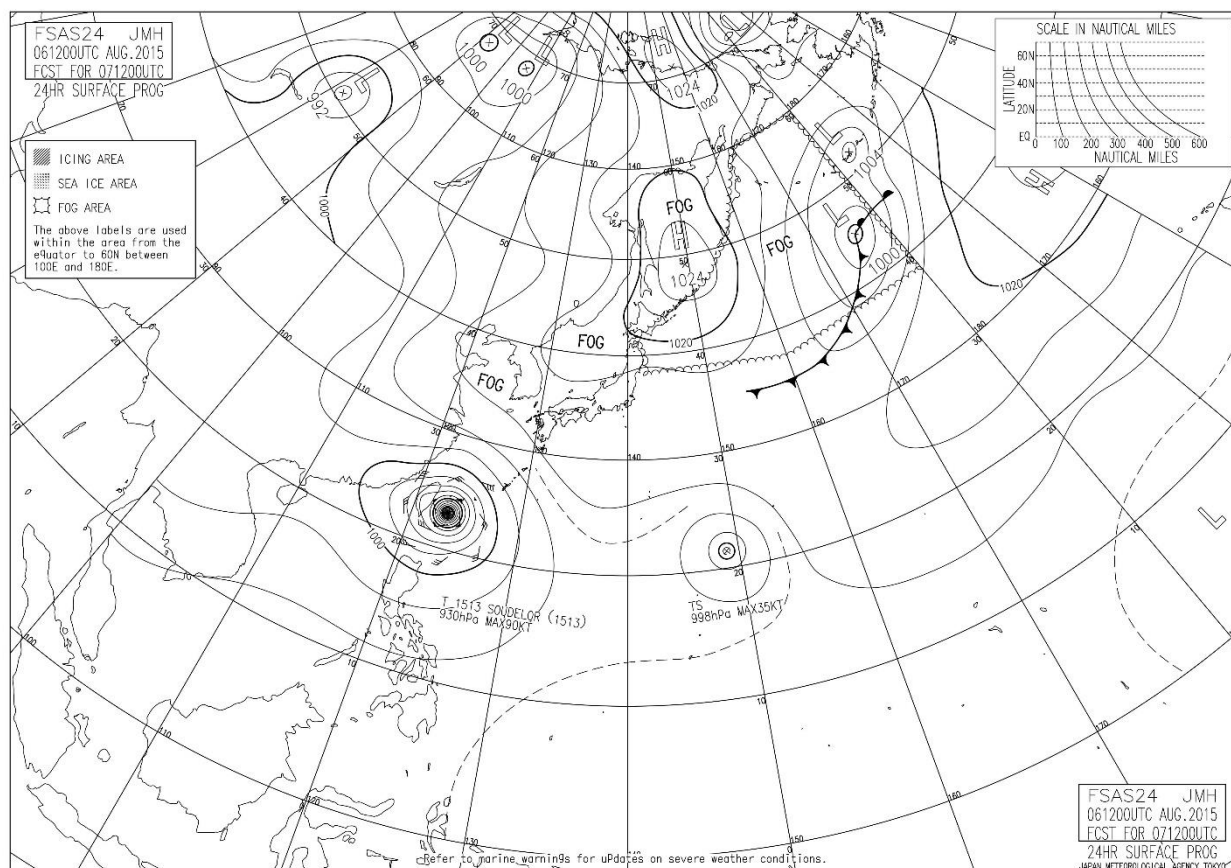 FSAS24 JMH
061200UTC AUG.2015
FCST FOR 071200UTC
24HR SURFACE PROG
SCALE IN NAUTICAL MILES
LATITUDE
60N
40N
20N
EQ
0 100 200 300 400 500 600
NAUTICAL MILES
ICING AREA
SEA ICE AREA
FOG AREA
The above labels are used
within the area from the
equator to 60N between
100E and 180E.
L
992
1000
1000
1000
H
1024
1020
L
1004
L
1000
H
1020
FOG
H
1024
FOG
1020
FOG
FOG
1000
T 1513 SOUDELOR (1513)
930hPa MAX90KT
TS
998hPa MAX35KT
L
Refer to marine warnings for updates on severe weather conditions.
FSAS24 JMH
061200UTC AUG.2015
FCST FOR 071200UTC
24HR SURFACE PROG
JAPAN METEOROLOGICAL AGENCY TOKYO